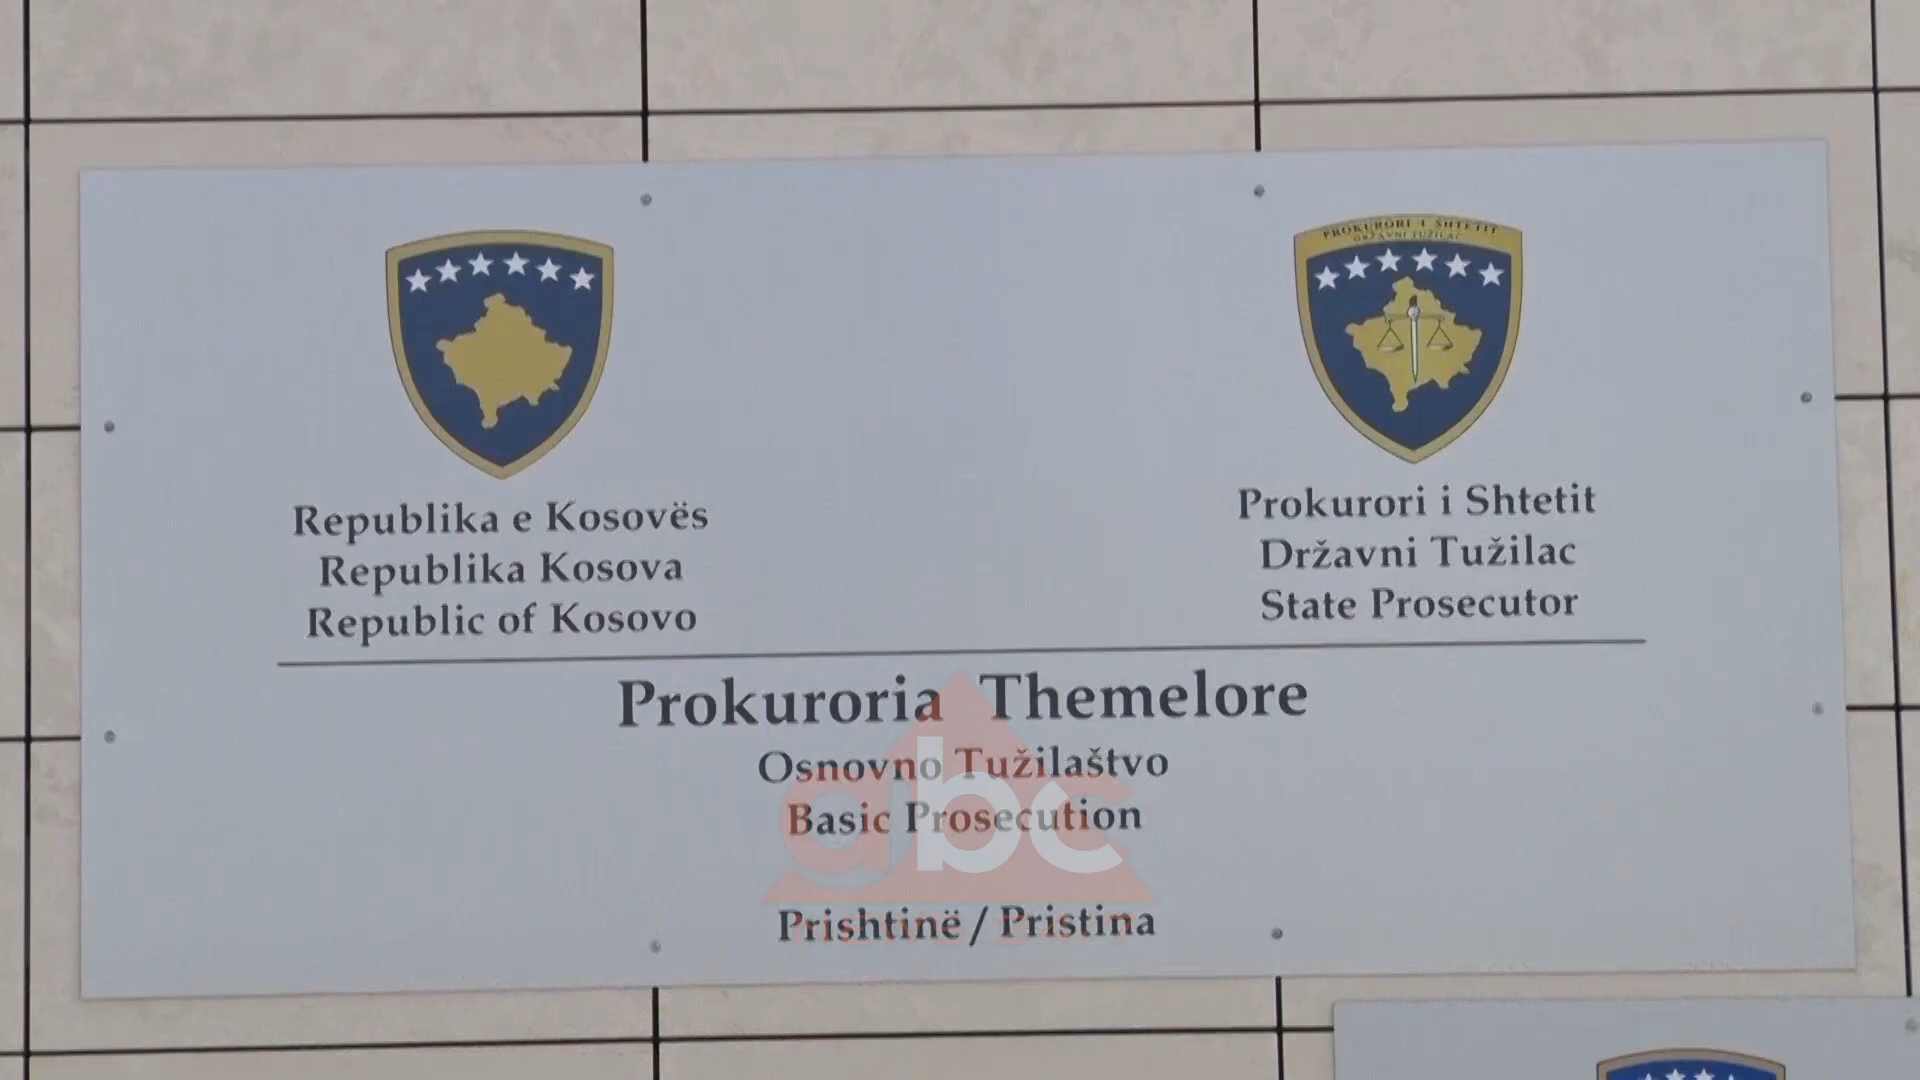 PROKURORI I SHTETIT
DRŽAVNI TUŽILAC
Republika e Kosovës
Republika Kosova
Republic of Kosovo
Prokurori i Shtetit
Državni Tužilac
State Prosecutor
Prokuroria Themelore
Osnovno Tužilaštvo
Basic Prosecution
abc
Prishtinë / Pristina